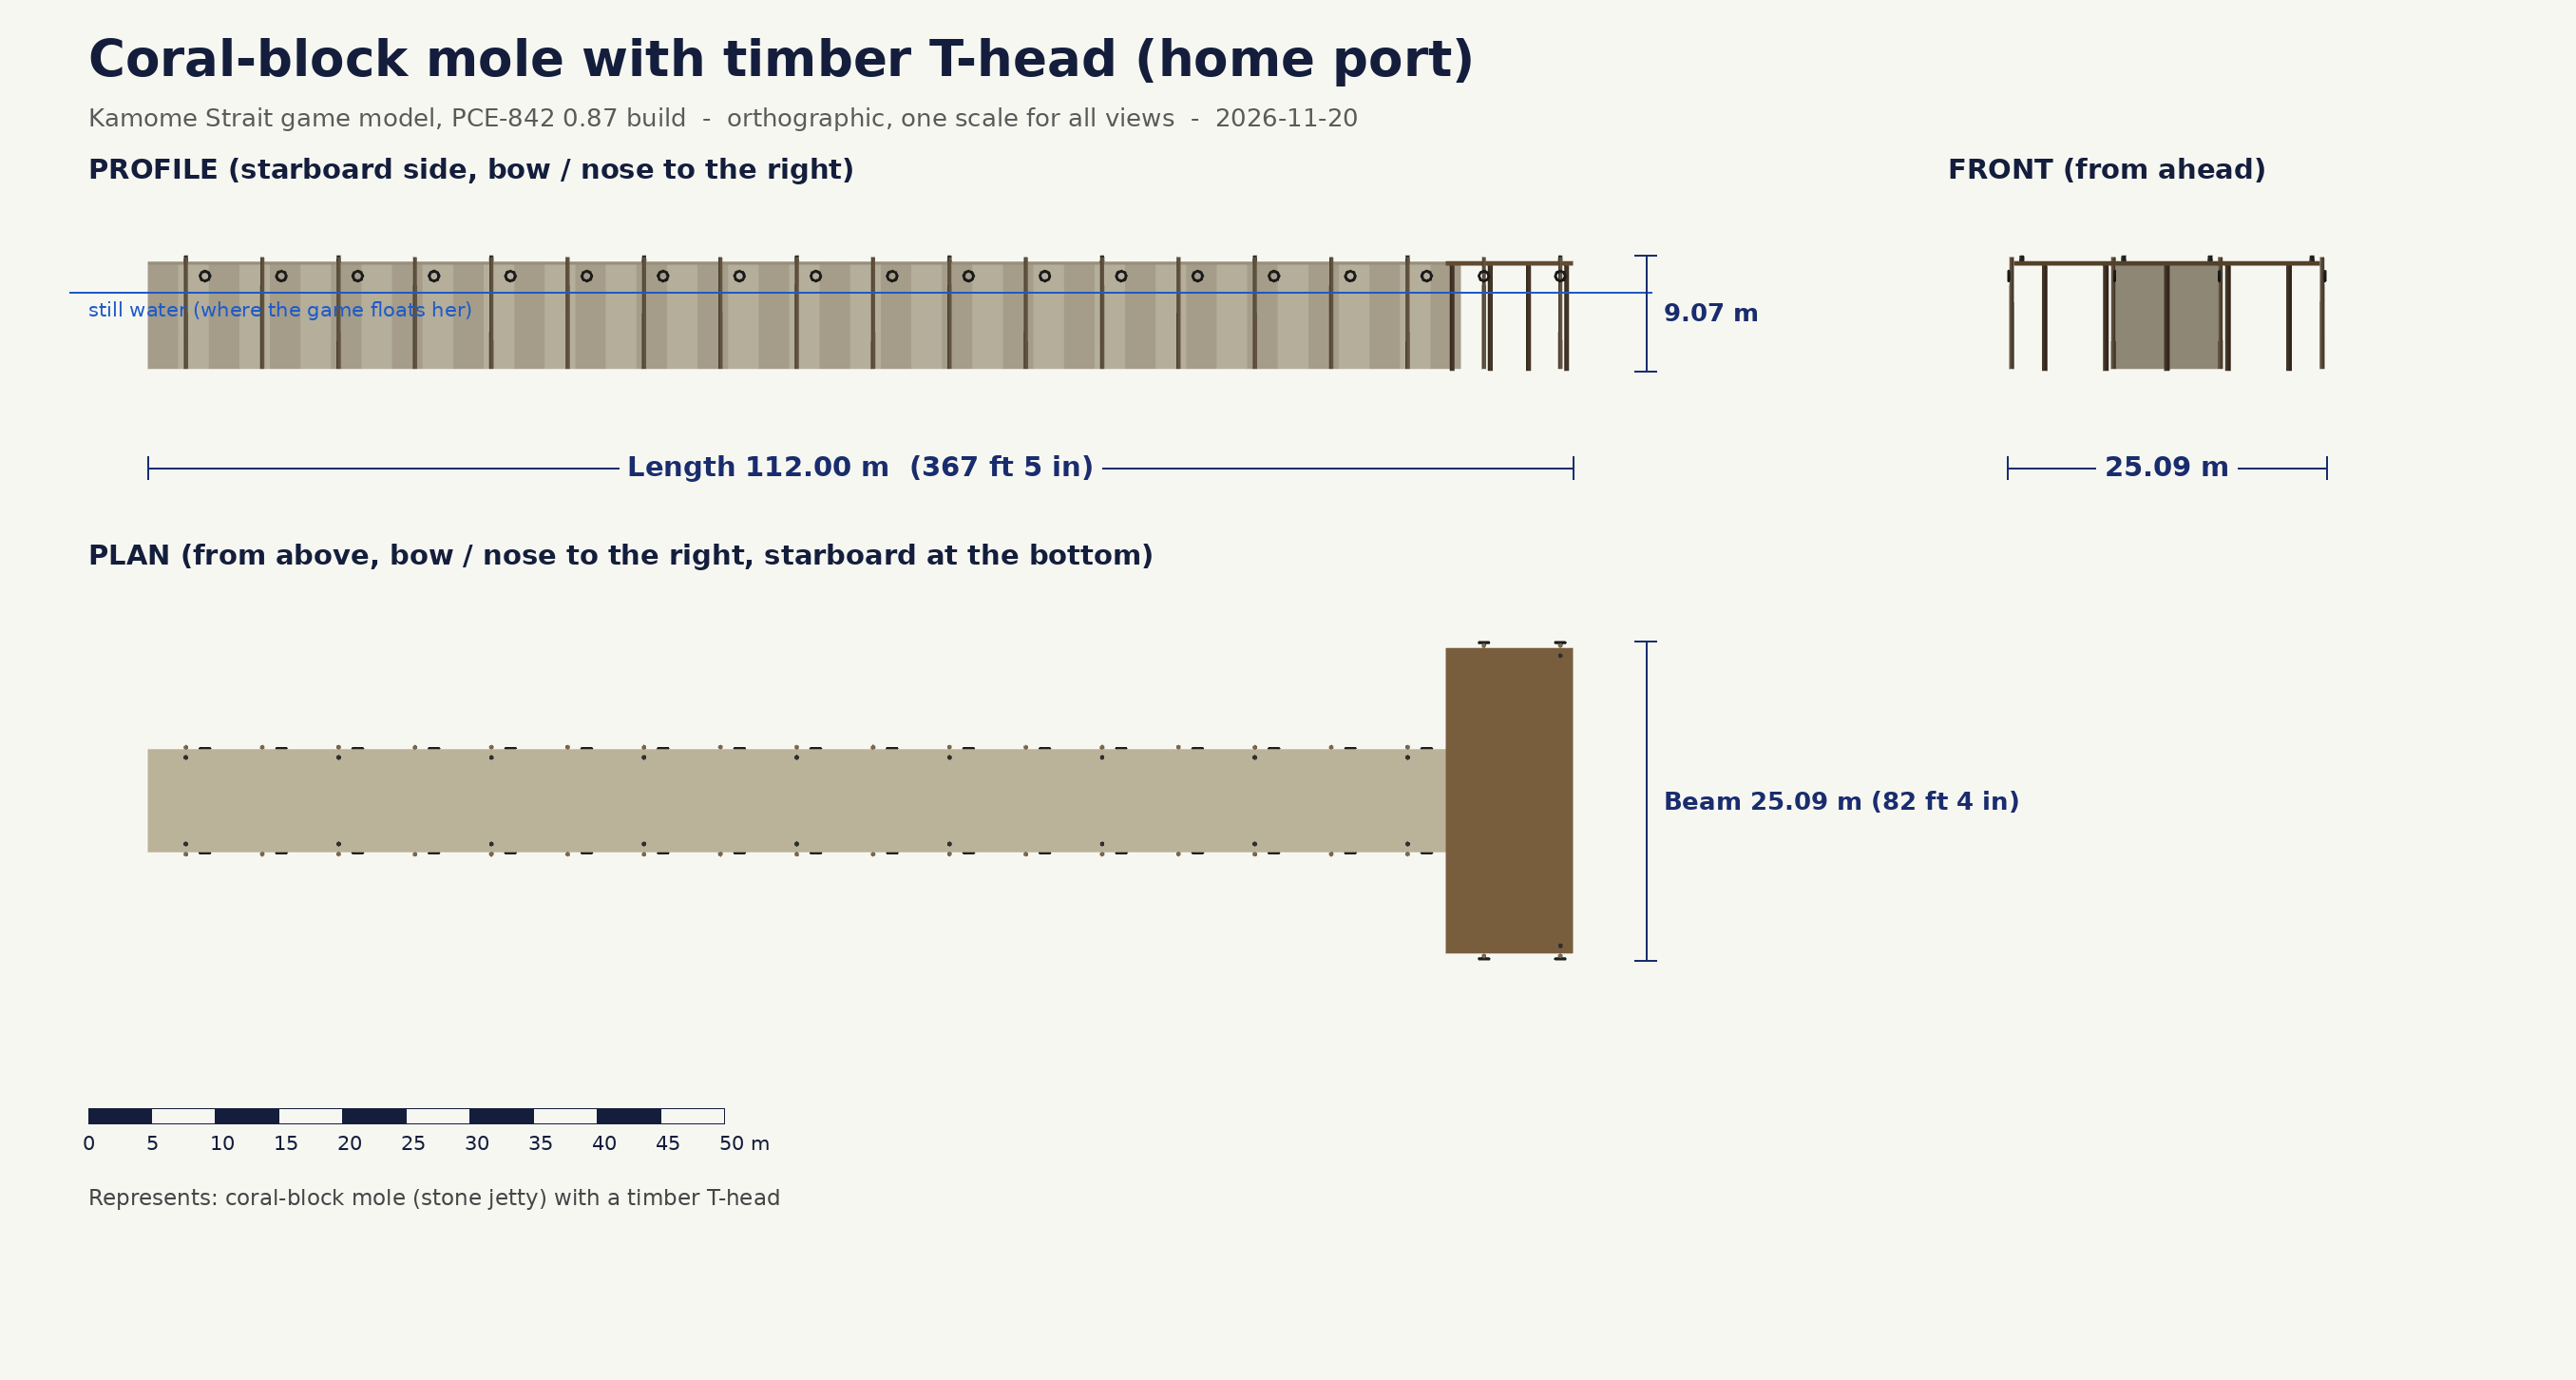 Coral-block mole with timber T-head (home port)
Kamome Strait game model, PCE-842 0.87 build - orthographic, one scale for all views - 2026-11-20
PROFILE (starboard side, bow / nose to the right)
FRONT (from ahead)
still water (where the game floats her)
9.07 m
Length 112.00 m (367 ft 5 in)
25.09 m
PLAN (from above, bow / nose to the right, starboard at the bottom)
Beam 25.09 m (82 ft 4 in)
0 5 10 15 20 25 30 35 40 45 50 m
Represents: coral-block mole (stone jetty) with a timber T-head